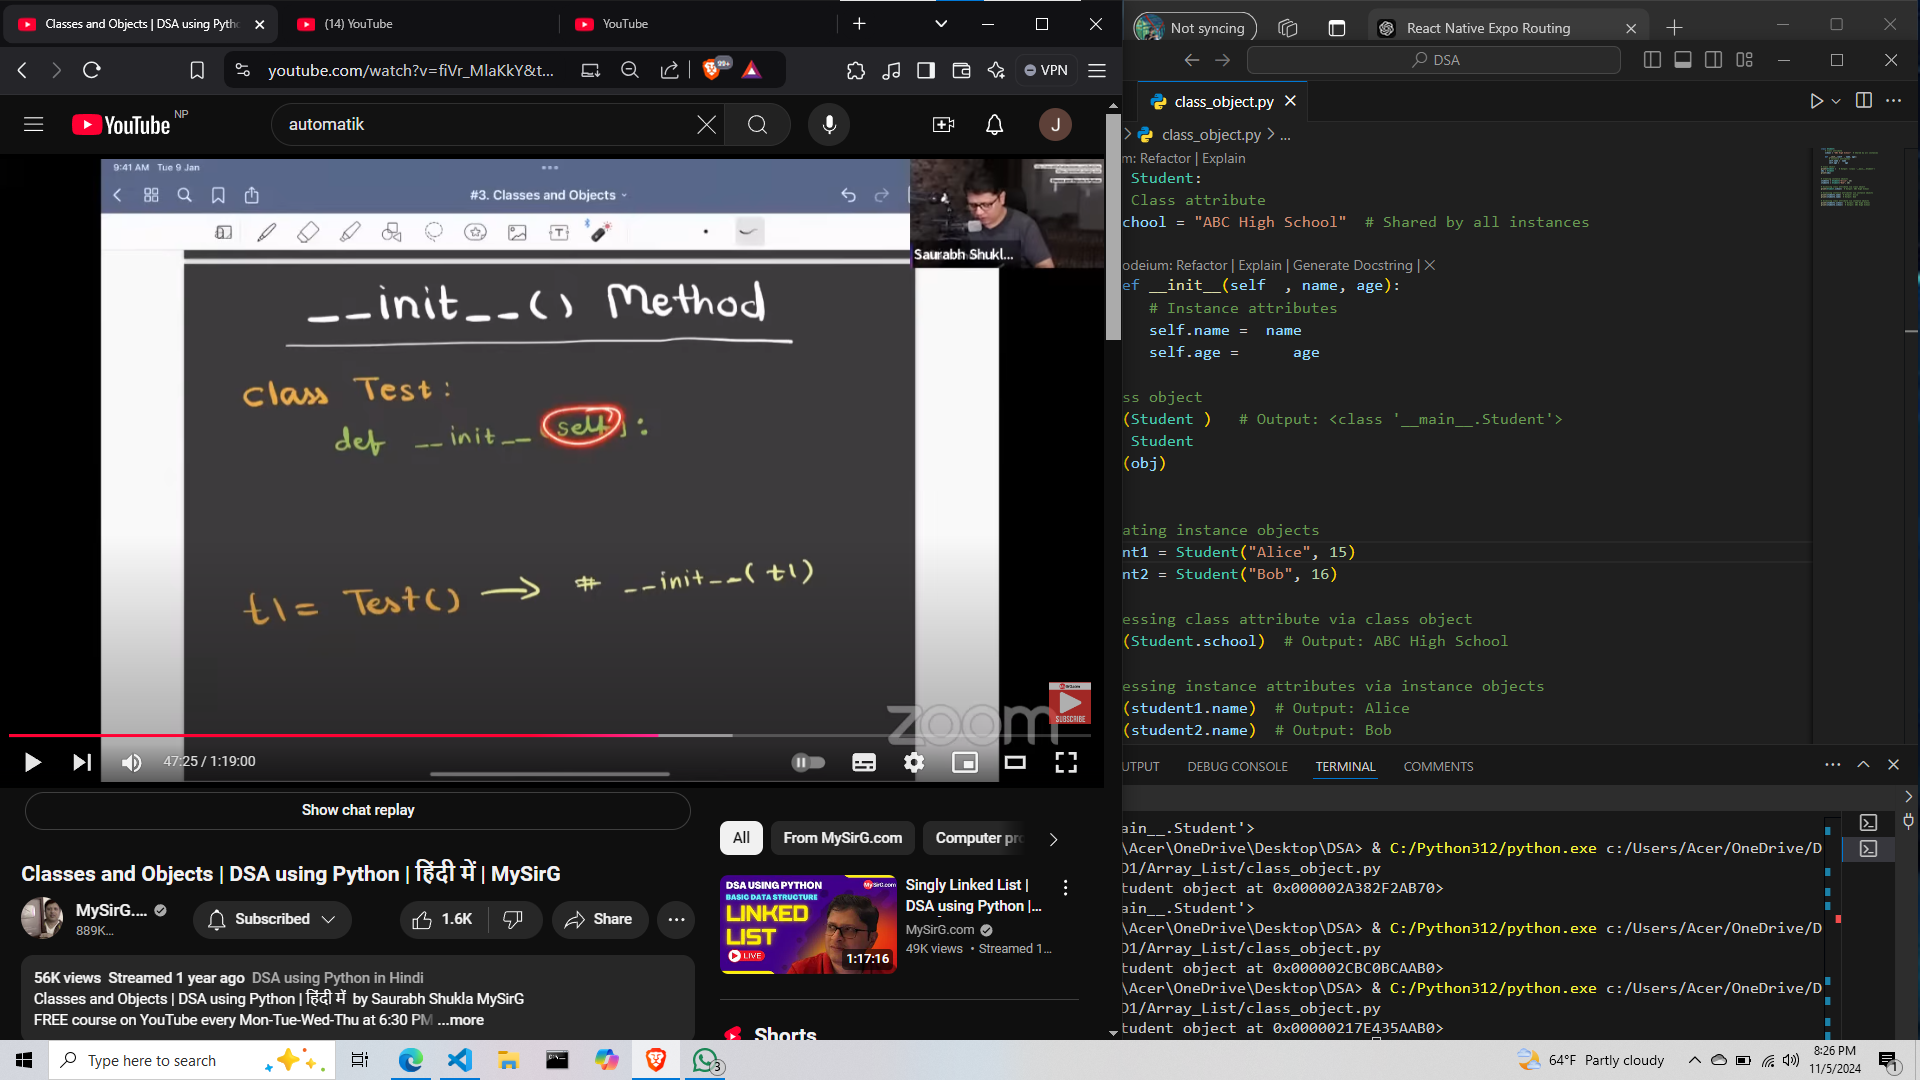 Classes and Objects | DSA using Pyth
(14) YouTube
YouTube
youtube.com/watch?v=fiVr_MlaKkY&t...
99+
VPN
YouTube NP
automatik
J
9:41 AM Tue 9 Jan
#3. Classes and Objects
Saurabh Shukl...
__init__() Method
class Test:
def __init__(self):
t1 = Test() → # __init__(t1)
zoom
SUBSCRIBE
47:25 / 1:19:00
Show chat replay
Classes and Objects | DSA using Python | हिंदी में | MySirG
MySirG....
889K...
Subscribed
1.6K
Share
56K views Streamed 1 year ago DSA using Python in Hindi
Classes and Objects | DSA using Python | हिंदी में by Saurabh Shukla MySirG
FREE course on YouTube every Mon-Tue-Wed-Thu at 6:30 PM ...more
All
From MySirG.com
Computer pro
DSA USING PYTHON
BASIC DATA STRUCTURE
LINKED
LIST
LIVE
MySirG.com
1:17:16
Singly Linked List |
DSA using Python |...
MySirG.com
49K views • Streamed 1...
Shorts
Not syncing
React Native Expo Routing
DSA
class_object.py
class_object.py > ...
m: Refactor | Explain
Student:
Class attribute
chool = "ABC High School" # Shared by all instances
odeium: Refactor | Explain | Generate Docstring | X
ef __init__(self , name, age):
# Instance attributes
self.name = name
self.age = age
ss object
(Student ) # Output: <class '__main__.Student'>
Student
(obj)
ating instance objects
nt1 = Student("Alice", 15)
nt2 = Student("Bob", 16)
essing class attribute via class object
(Student.school) # Output: ABC High School
essing instance attributes via instance objects
(student1.name) # Output: Alice
(student2.name) # Output: Bob
UTPUT
DEBUG CONSOLE
TERMINAL
COMMENTS
ain__.Student'>
\Acer\OneDrive\Desktop\DSA> & C:/Python312/python.exe c:/Users/Acer/OneDrive/D
D1/Array_List/class_object.py
tudent object at 0x000002A382F2AB70>
ain__.Student'>
\Acer\OneDrive\Desktop\DSA> & C:/Python312/python.exe c:/Users/Acer/OneDrive/D
D1/Array_List/class_object.py
tudent object at 0x000002CBC0BCAAB0>
\Acer\OneDrive\Desktop\DSA> & C:/Python312/python.exe c:/Users/Acer/OneDrive/D
D1/Array_List/class_object.py
tudent object at 0x00000217E435AAB0>
Type here to search
3
64°F Partly cloudy
8:26 PM
11/5/2024
1